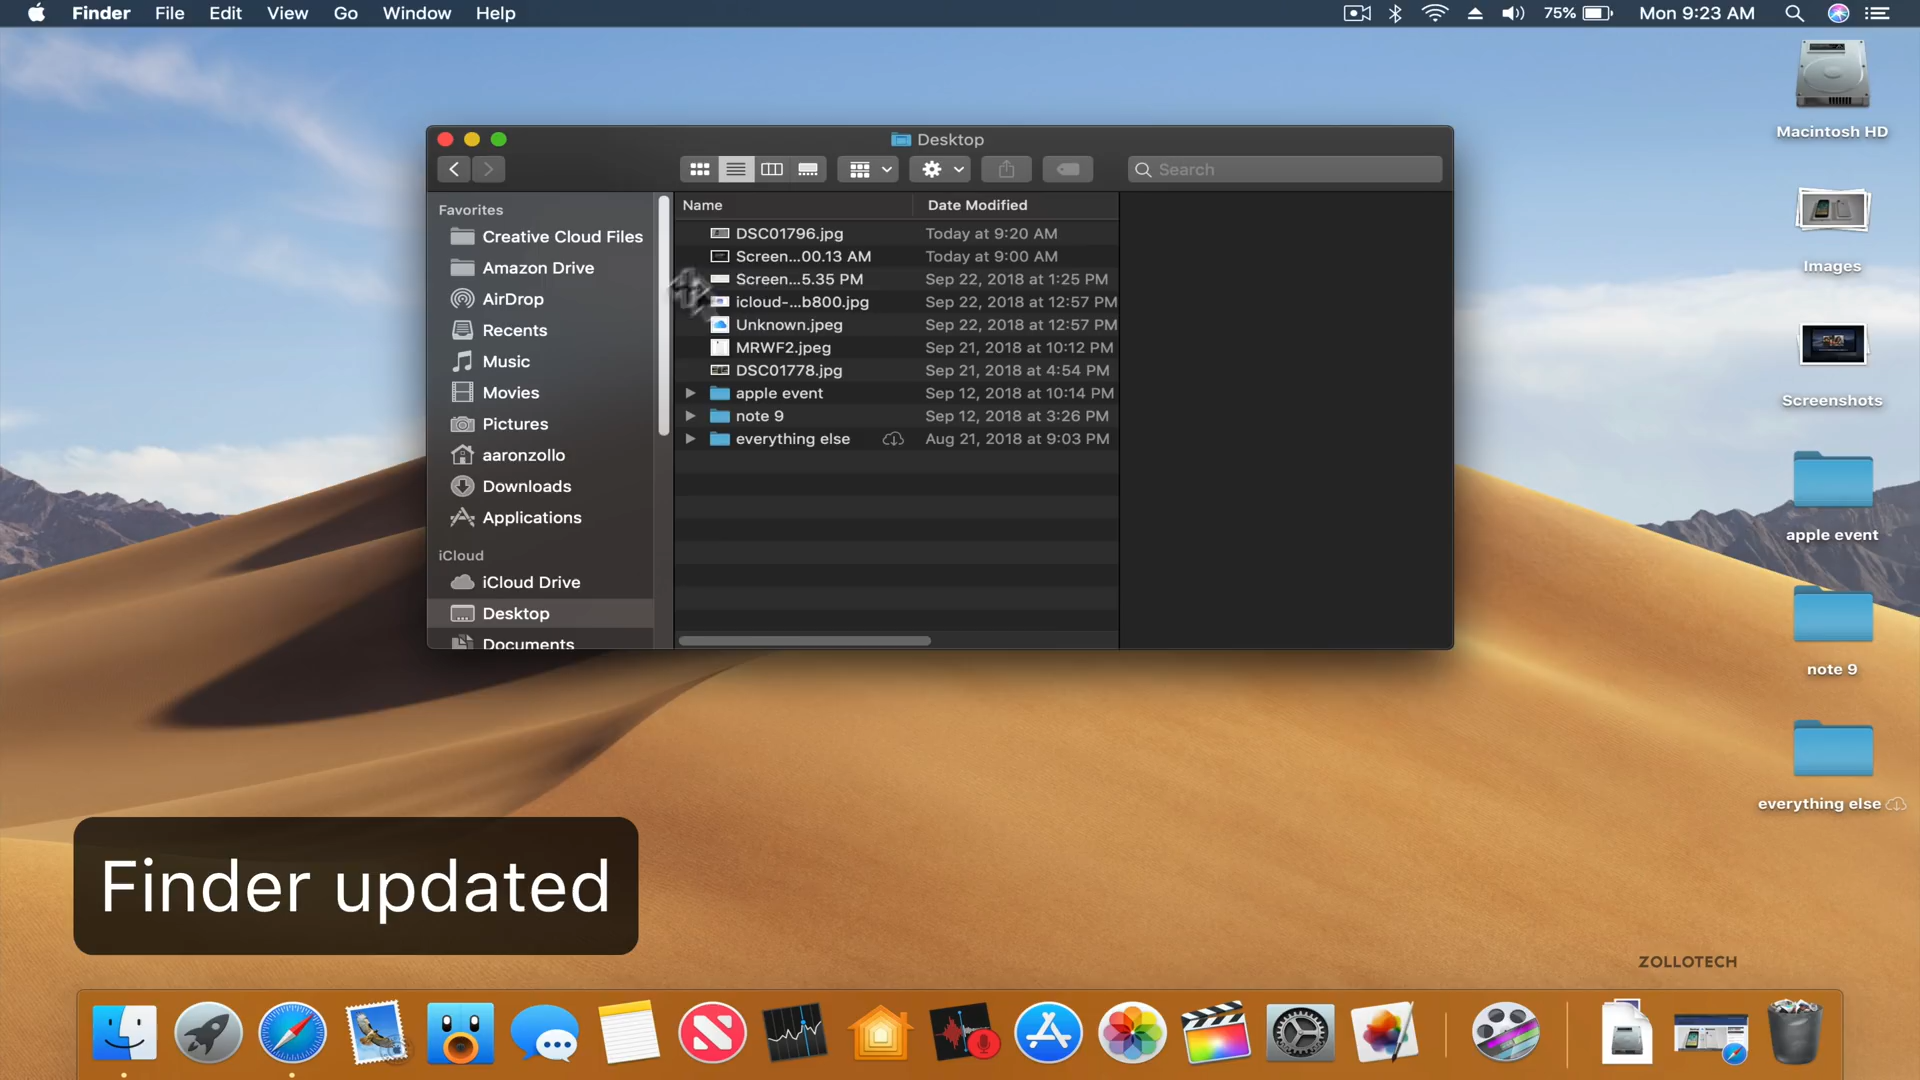 Finder File Edit View Go Window Help 75% Mon 9:23 AM
Desktop
Search
Favorites
Creative Cloud Files
Amazon Drive
AirDrop
Recents
Music
Movies
Pictures
aaronzollo
Downloads
Applications
iCloud
iCloud Drive
Desktop
Documents
Name Date Modified
DSC01796.jpg Today at 9:20 AM
Screen...00.13 AM Today at 9:00 AM
Screen...5.35 PM Sep 22, 2018 at 1:25 PM
icloud-...b800.jpg Sep 22, 2018 at 12:57 PM
Unknown.jpeg Sep 22, 2018 at 12:57 PM
MRWF2.jpeg Sep 21, 2018 at 10:12 PM
DSC01778.jpg Sep 21, 2018 at 4:54 PM
apple event Sep 12, 2018 at 10:14 PM
note 9 Sep 12, 2018 at 3:26 PM
everything else Aug 21, 2018 at 9:03 PM
Macintosh HD
Images
Screenshots
apple event
note 9
everything else
Finder updated
ZOLLOTECH